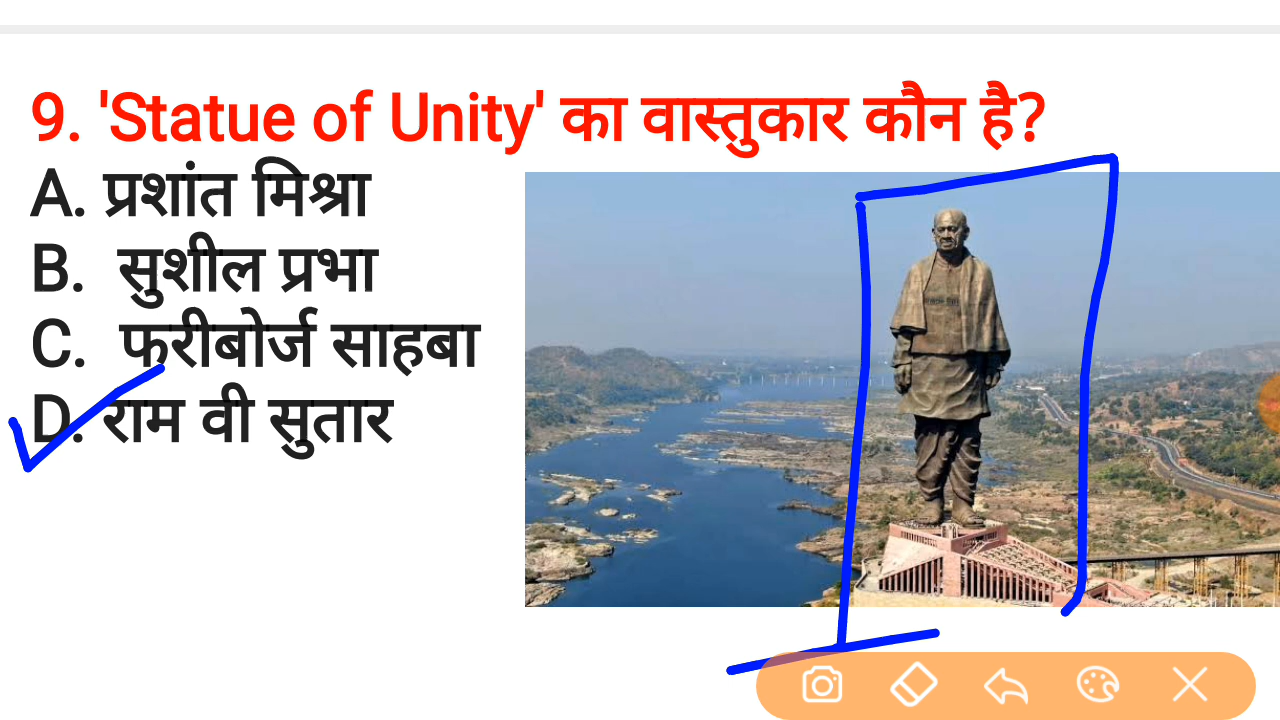 9. 'Statue of Unity' का वास्तुकार कौन है?
A. प्रशांत मिश्रा
B. सुशील प्रभा
C. फरीबोर्ज साहबा
D. राम वी सुतार